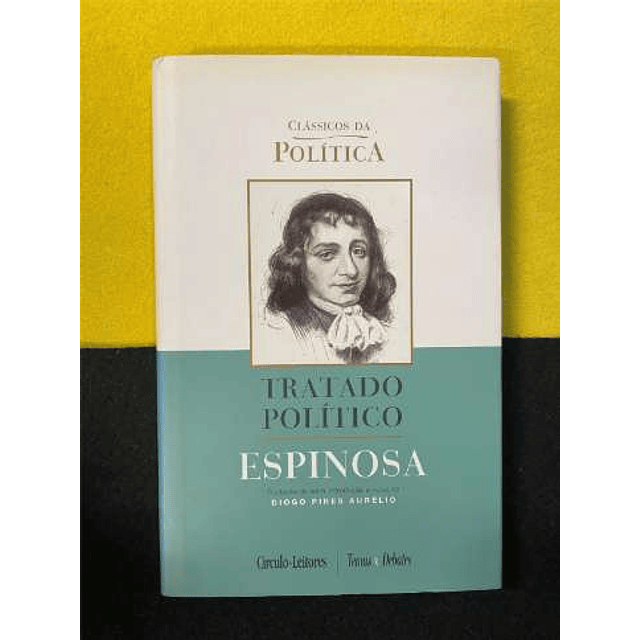 CLÁSSICOS DA
POLÍTICA
TRATADO
POLÍTICO
ESPINOSA
DIOGO PIRES AURÉLIO
Círculo-Leitores | Temas e Debates